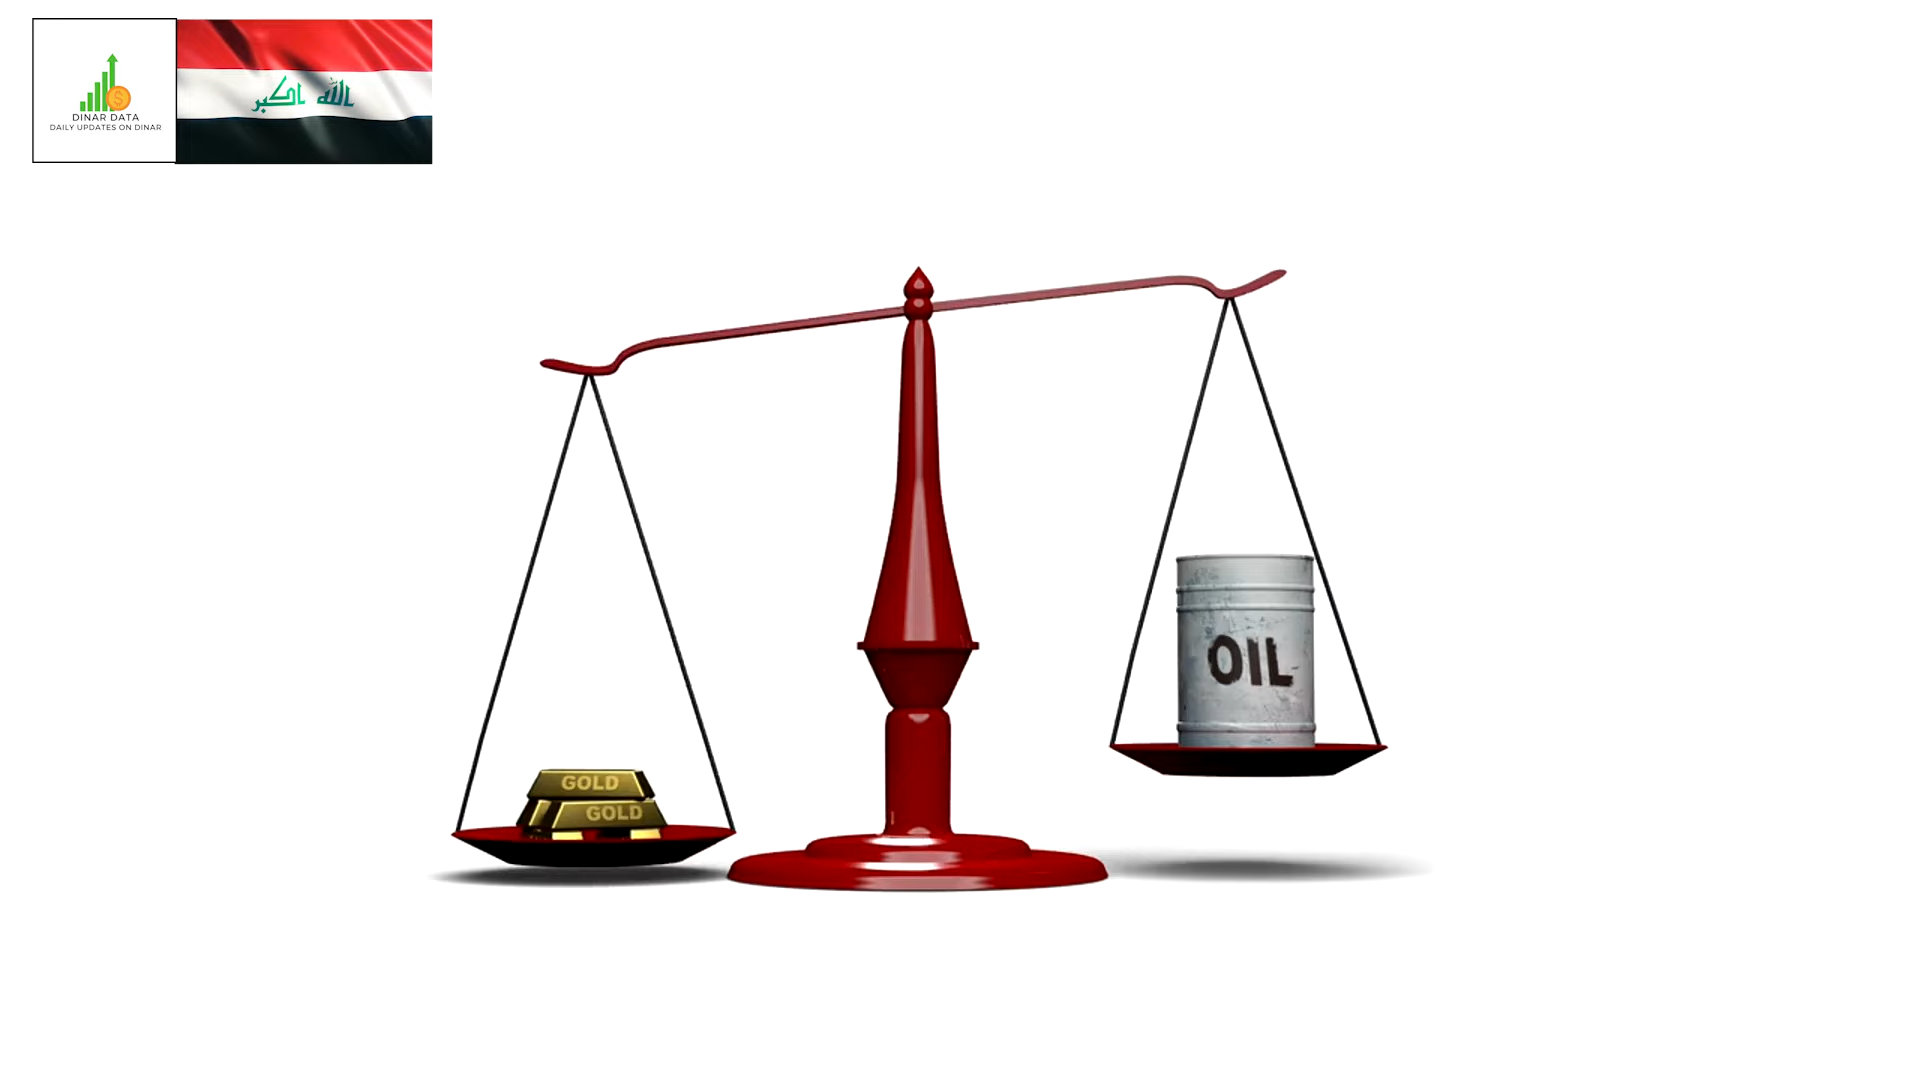 DINAR DATA
DAILY UPDATES ON DINAR
الله اكبر
GOLD
GOLD
OIL